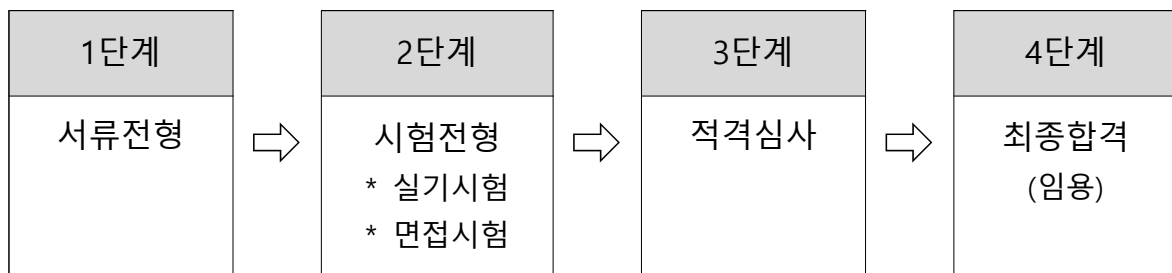 1단계
서류전형
2단계
시험전형
* 실기시험
* 면접시험
3단계
적격심사
4단계
최종합격
(임용)